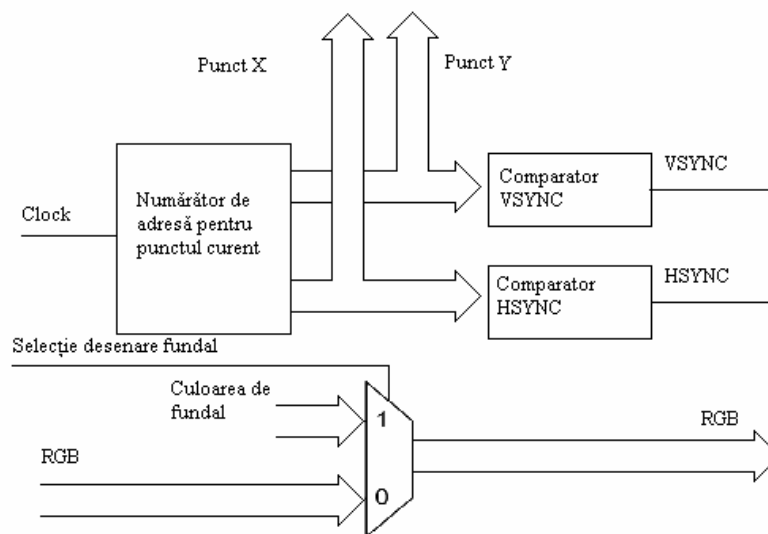 Punct X
Punct Y
Numărător de
adresă pentru
punctul curent
Clock
Comparator
VSYNC
VSYNC
Comparator
HSYNC
HSYNC
Selecție desenare fundal
Culoarea de
fundal
1
RGB
RGB
0